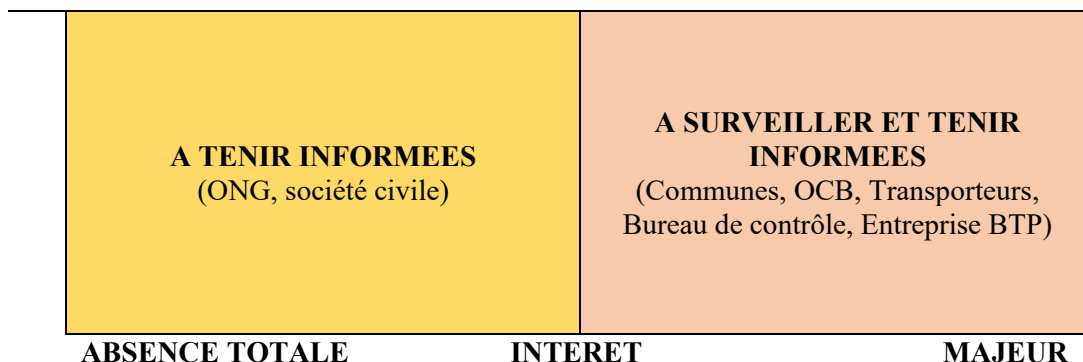 A TENIR INFORMEES
(ONG, société civile)
A SURVEILLER ET TENIR
INFORMEES
(Communes, OCB, Transporteurs,
Bureau de contrôle, Entreprise BTP)
ABSENCE TOTALE INTERET MAJEUR